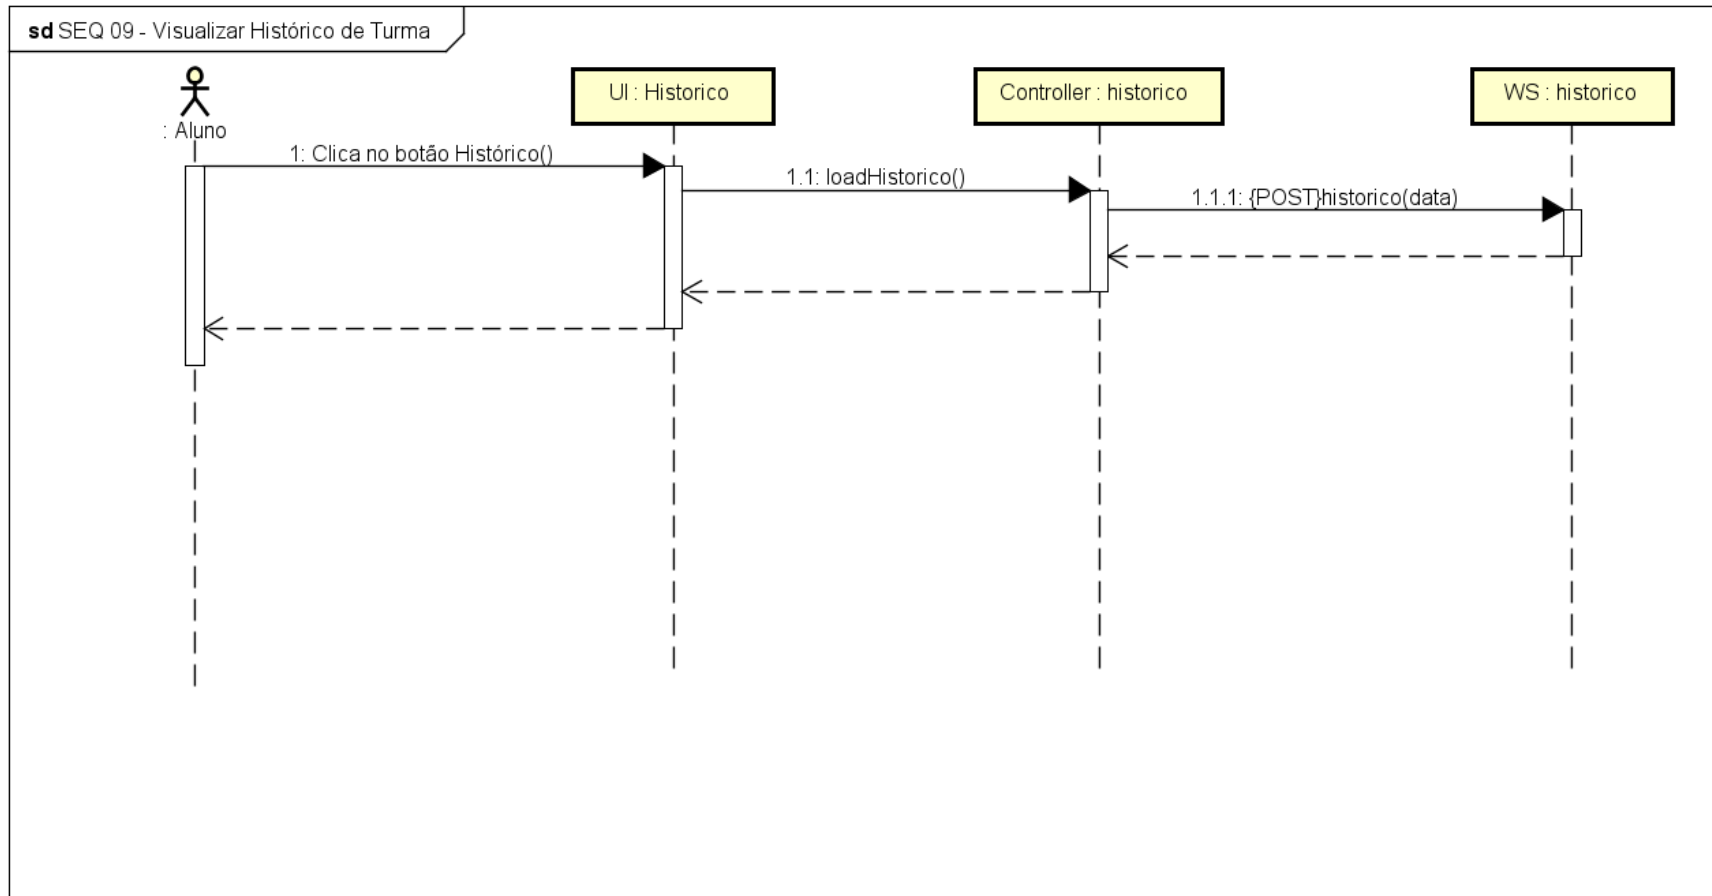 sd SEQ 09 - Visualizar Histórico de Turma
: Aluno
UI : Historico
Controller : historico
WS : historico
1: Clica no botão Histórico()
1.1: loadHistorico()
1.1.1: {POST}historico(data)